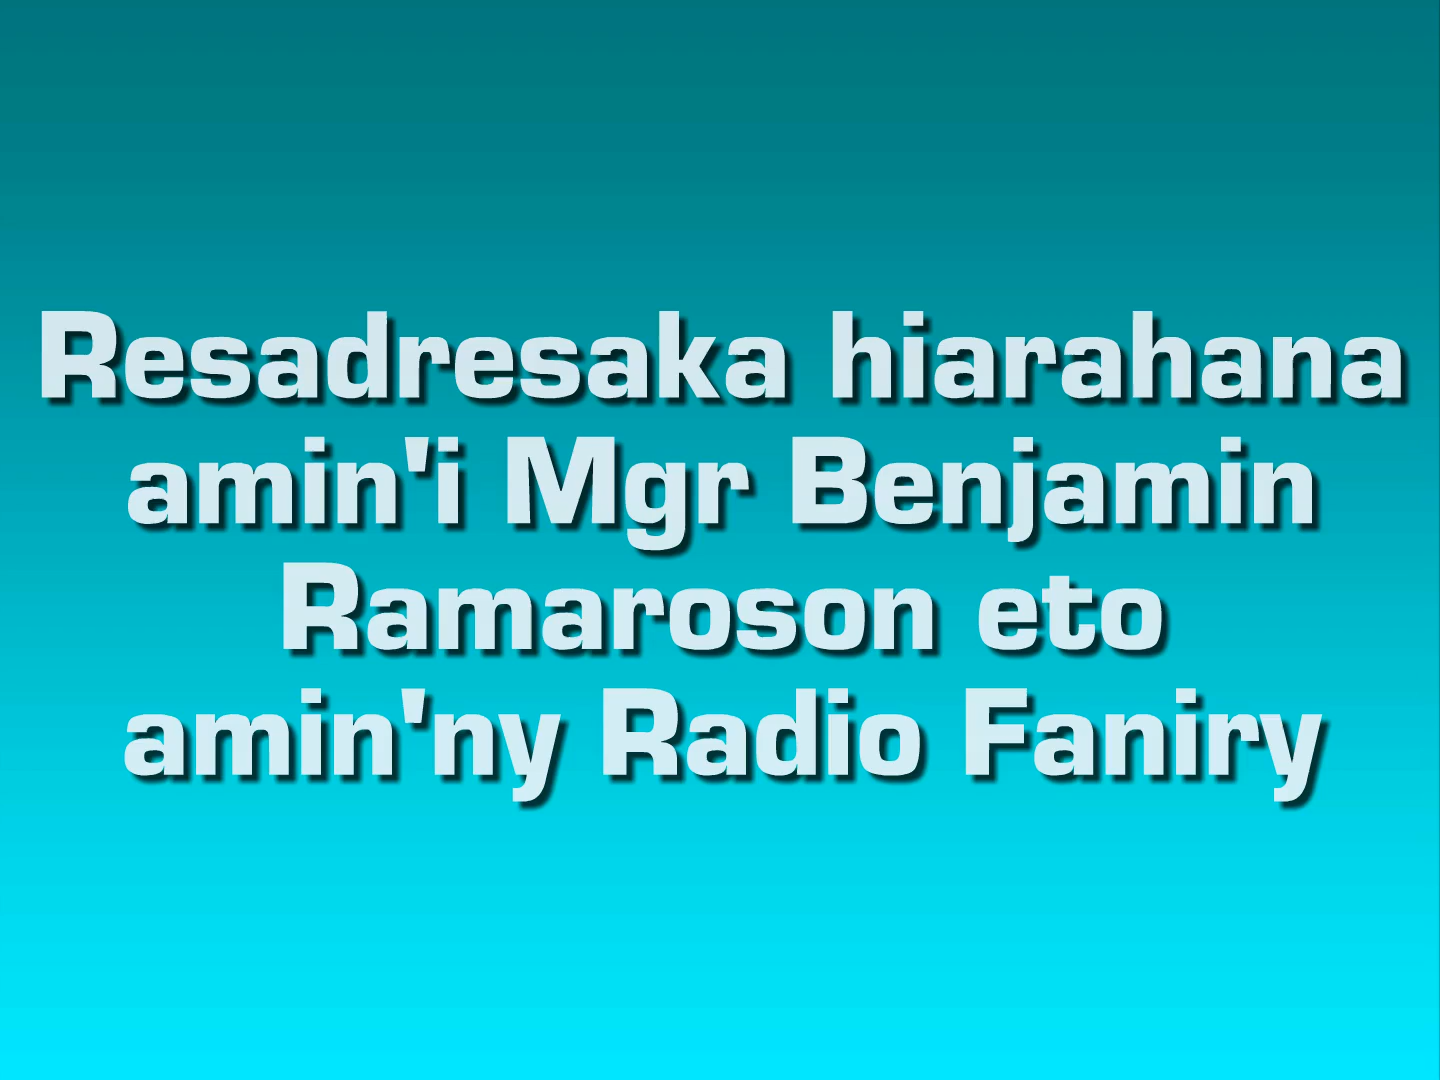 Resadresaka hiarahana
amin'i Mgr Benjamin
Ramaroson eto
amin'ny Radio Faniry